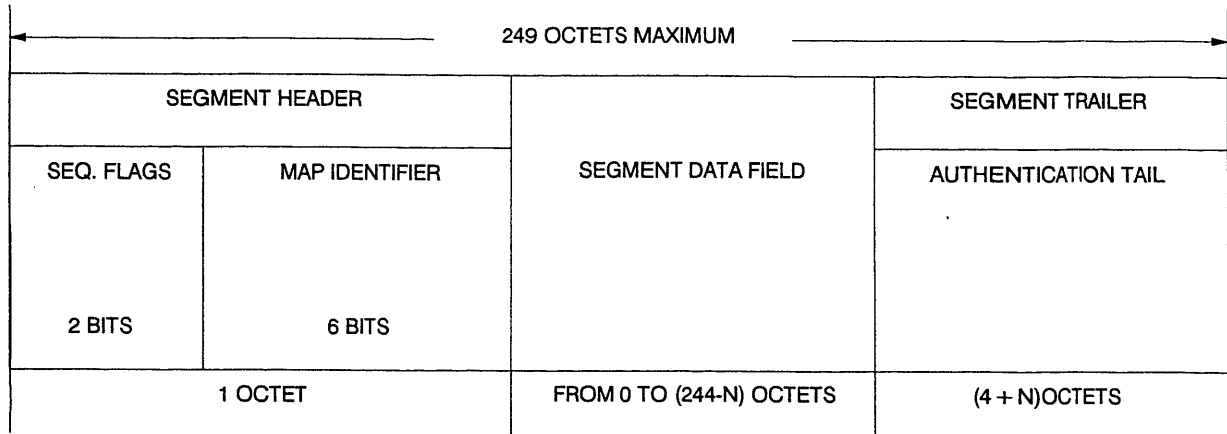 249 OCTETS MAXIMUM
SEGMENT HEADER
SEGMENT TRAILER
SEQ. FLAGS
MAP IDENTIFIER
SEGMENT DATA FIELD
AUTHENTICATION TAIL
2 BITS
6 BITS
1 OCTET
FROM 0 TO (244-N) OCTETS
(4 + N)OCTETS